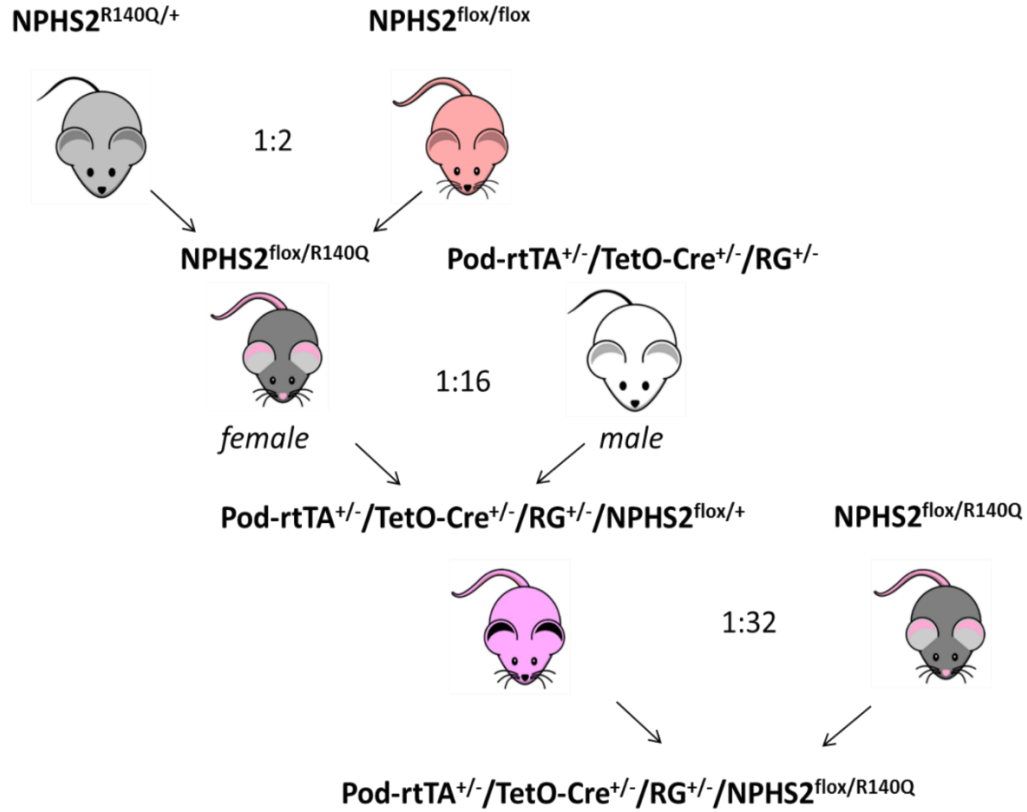 NPHS2R140Q/+ NPHS2flox/flox
1:2
NPHS2flox/R140Q Pod-rtTA+/-/TetO-Cre+/-/RG+/-
1:16
female male
Pod-rtTA+/-/TetO-Cre+/-/RG+/-/NPHS2flox/+ NPHS2flox/R140Q
1:32
Pod-rtTA+/-/TetO-Cre+/-/RG+/-/NPHS2flox/R140Q